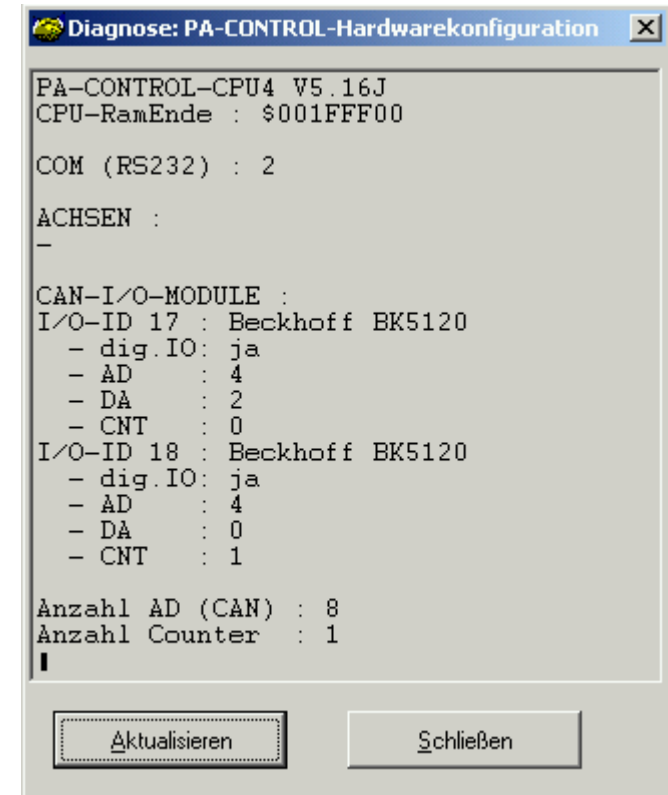 Diagnose: PA-CONTROL-Hardwarekonfiguration
PA-CONTROL-CPU4 V5.16J
CPU-RamEnde : $001FFF00
COM (RS232) : 2
ACHSEN :
-
CAN-I/O-MODULE :
I/O-ID 17 : Beckhoff BK5120
- dig.IO: ja
- AD : 4
- DA : 2
- CNT : 0
I/O-ID 18 : Beckhoff BK5120
- dig.IO: ja
- AD : 4
- DA : 0
- CNT : 1
Anzahl AD (CAN) : 8
Anzahl Counter : 1
Aktualisieren
Schließen